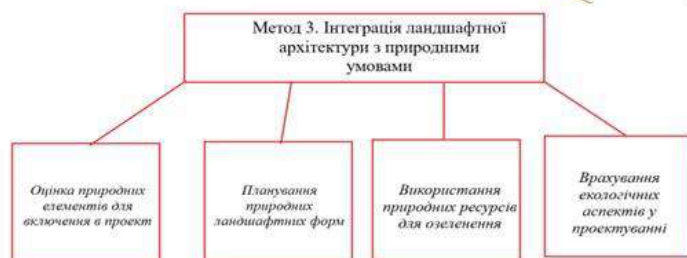 Метод 3. Інтеграція ландшафтної
архітектури з природними
умовами
Оцінка природних
елементів для
включення в проект
Планування
природних
ландшафтних форм
Використання
природних ресурсів
для озеленення
Врахування
екологічних
аспектів у
проектуванні